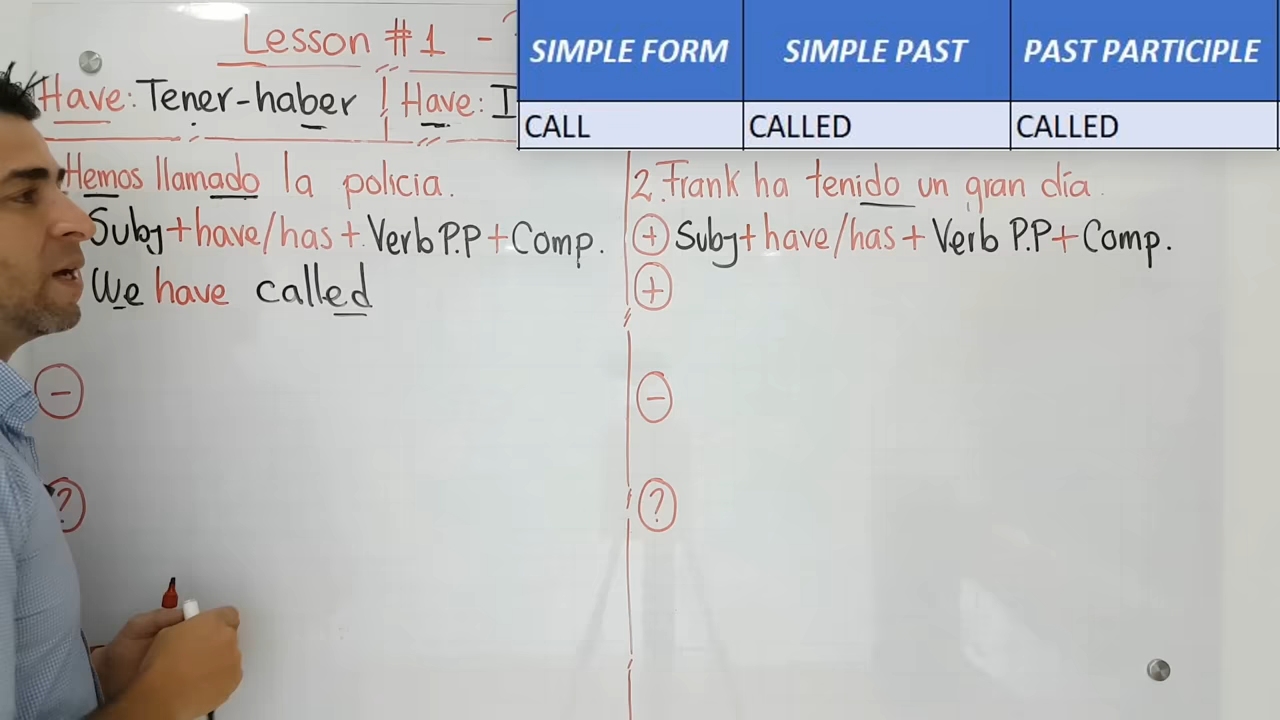 Lesson #1 -
Have: Tener-haber
Have: I
SIMPLE FORM SIMPLE PAST PAST PARTICIPLE
CALL CALLED CALLED
Hemos llamado la policia.
Subj+have/has + Verb P.P + Comp.
We have called
-
?
2. Frank ha tenido un gran día.
+ Subj + have/has + Verb P.P + Comp.
+
-
?